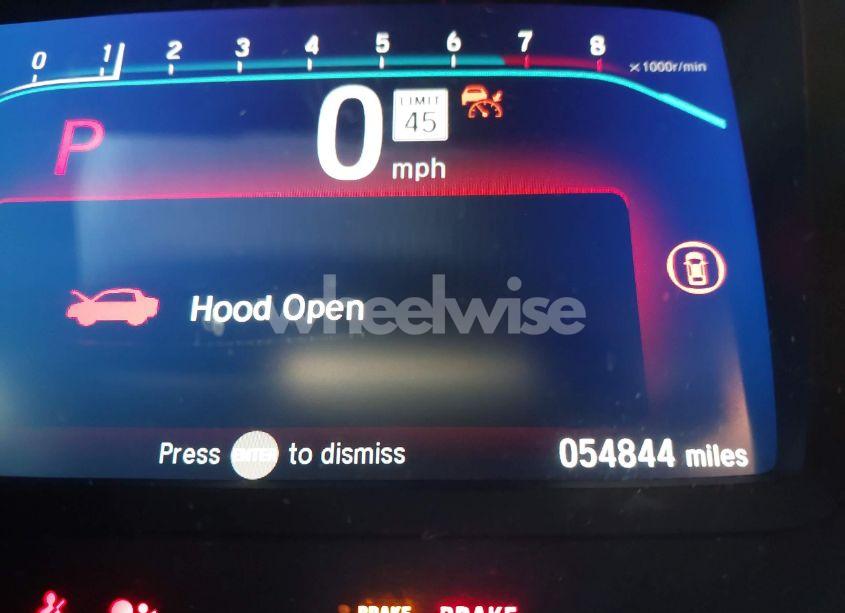 0 1 2 3 4 5 6 7 8
×1000r/min
P
0 mph
LIMIT
45
Hood Open
wheelwise
Press ENTER to dismiss
054844 miles
BRAKE BRAKE